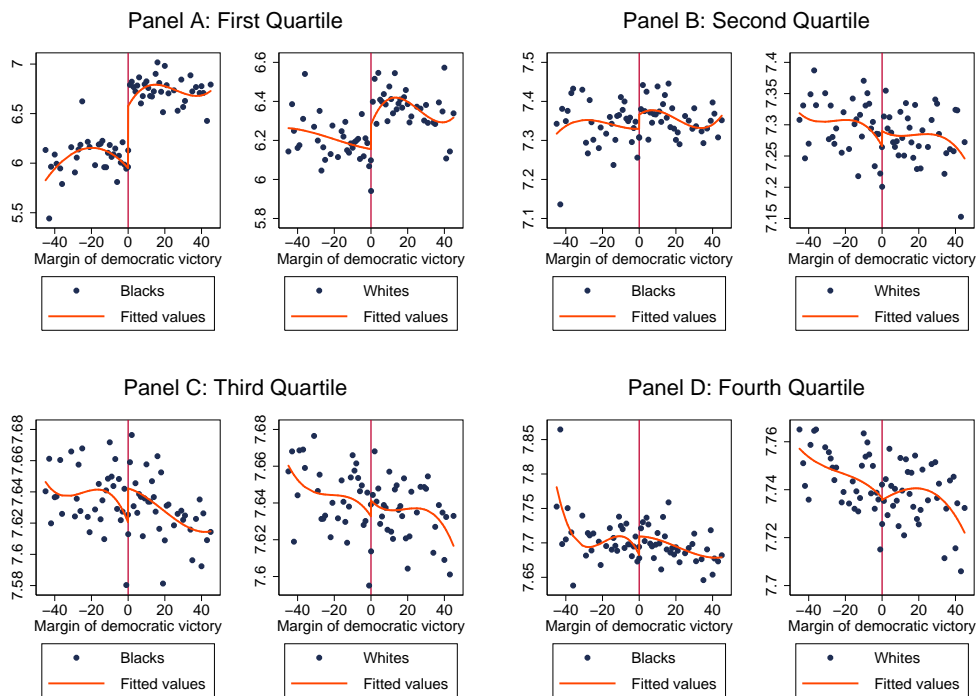 Panel A: First Quartile
Panel B: Second Quartile
7
6.5
6
5.5
−40 −20 0 20 40
Margin of democratic victory
Blacks
Fitted values
6.6
6.4
6.2
6
5.8
−40 −20 0 20 40
Margin of democratic victory
Whites
Fitted values
7.5
7.4
7.3
7.2
7.1
−40 −20 0 20 40
Margin of democratic victory
Blacks
Fitted values
7.4
7.35
7.3
7.25
7.2
7.15
−40 −20 0 20 40
Margin of democratic victory
Whites
Fitted values
Panel C: Third Quartile
Panel D: Fourth Quartile
7.68
7.66
7.64
7.62
7.6
7.58
−40 −20 0 20 40
Margin of democratic victory
Blacks
Fitted values
7.68
7.66
7.64
7.62
7.6
−40 −20 0 20 40
Margin of democratic victory
Whites
Fitted values
7.85
7.8
7.75
7.7
7.65
−40 −20 0 20 40
Margin of democratic victory
Blacks
Fitted values
7.76
7.74
7.72
7.7
−40 −20 0 20 40
Margin of democratic victory
Whites
Fitted values